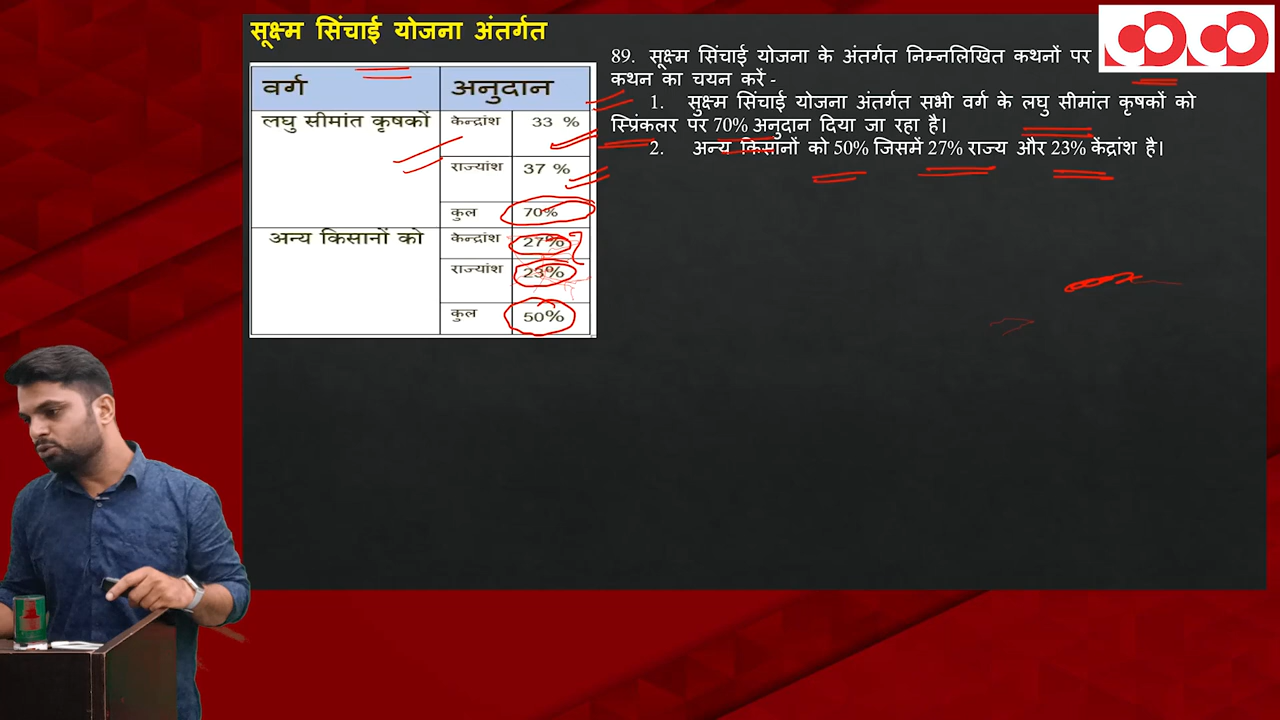 सूक्ष्म सिंचाई योजना अंतर्गत
वर्ग अनुदान
लघु सीमांत कृषकों केन्द्रांश 33 %
राज्यांश 37 %
कुल 70%
अन्य किसानों को केन्द्रांश 27%
राज्यांश 23%
कुल 50%
89. सूक्ष्म सिंचाई योजना के अंतर्गत निम्नलिखित कथनों पर
कथन का चयन करें -
1. सुक्ष्म सिंचाई योजना अंतर्गत सभी वर्ग के लघु सीमांत कृषकों को
स्प्रिंकलर पर 70% अनुदान दिया जा रहा है।
2. अन्य किसानों को 50% जिसमें 27% राज्य और 23% केंद्रांश है।